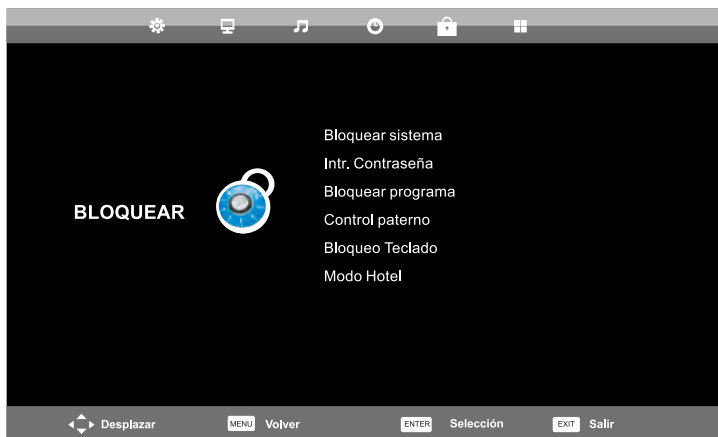 Bloquear sistema
Intr. Contraseña
Bloquear programa
BLOQUEAR
Control paterno
Bloqueo Teclado
Modo Hotel
Desplazar MENU Volver ENTER Selección EXIT Salir